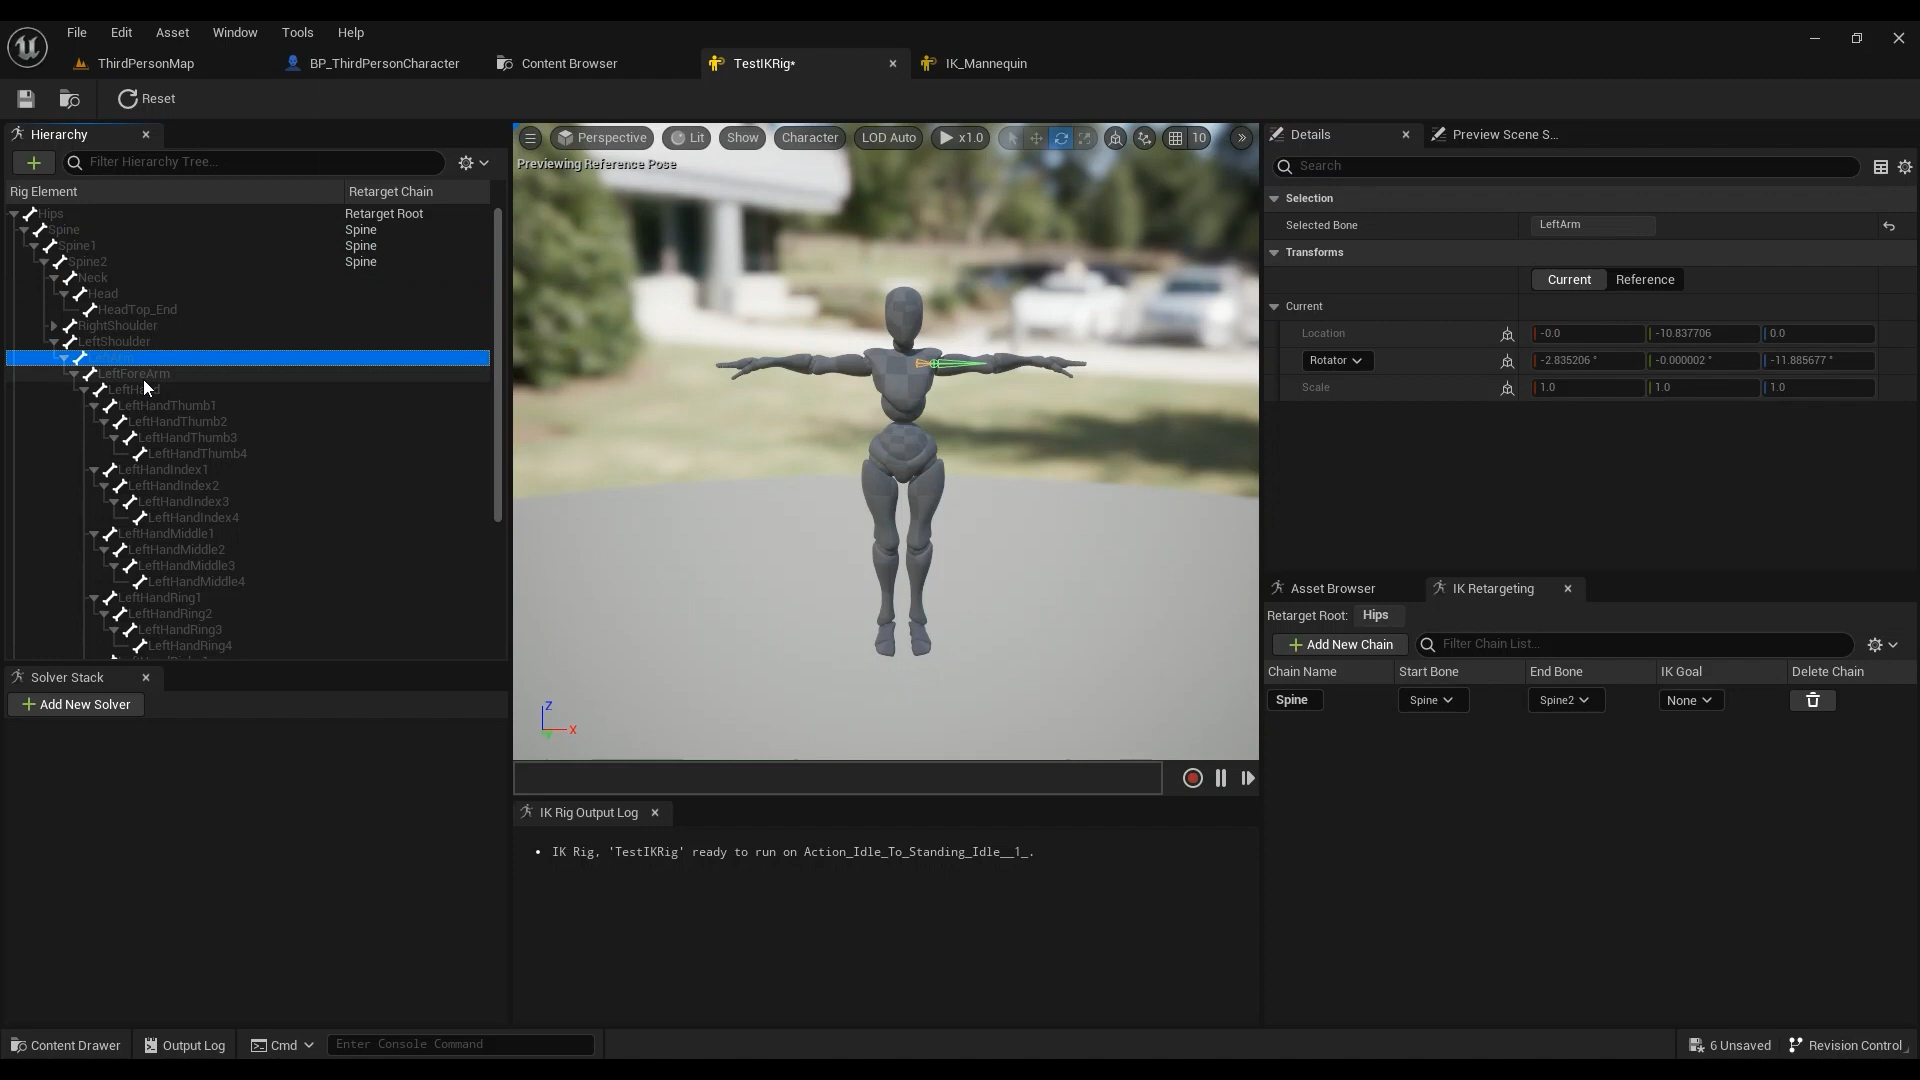 File Edit Asset Window Tools Help
ThirdPersonMap BP_ThirdPersonCharacter Content Browser TestIKRig* IK_Mannequin
Reset
Hierarchy
Filter Hierarchy Tree...
Rig Element Retarget Chain
Hips Retarget Root
Spine Spine
Spine1 Spine
Spine2 Spine
Neck
Head
HeadTop_End
RightShoulder
LeftShoulder
LeftArm
LeftForeArm
LeftHand
LeftHandThumb1
LeftHandThumb2
LeftHandThumb3
LeftHandThumb4
LeftHandIndex1
LeftHandIndex2
LeftHandIndex3
LeftHandIndex4
LeftHandMiddle1
LeftHandMiddle2
LeftHandMiddle3
LeftHandMiddle4
LeftHandRing1
LeftHandRing2
LeftHandRing3
LeftHandRing4
Solver Stack
Add New Solver
Perspective Lit Show Character LOD Auto x1.0 10
Previewing Reference Pose
Z
X
IK Rig Output Log
• IK Rig, 'TestIKRig' ready to run on Action_Idle_To_Standing_Idle__1_.
Details Preview Scene S...
Search
Selection
Selected Bone LeftArm
Transforms
Current Reference
Current
Location -0.0 -10.837706 0.0
Rotator -2.835206 ° -0.000002 ° -11.885677 °
Scale 1.0 1.0 1.0
Asset Browser IK Retargeting
Retarget Root: Hips
Add New Chain Filter Chain List...
Chain Name Start Bone End Bone IK Goal Delete Chain
Spine Spine Spine2 None
Content Drawer Output Log Cmd Enter Console Command 6 Unsaved Revision Control